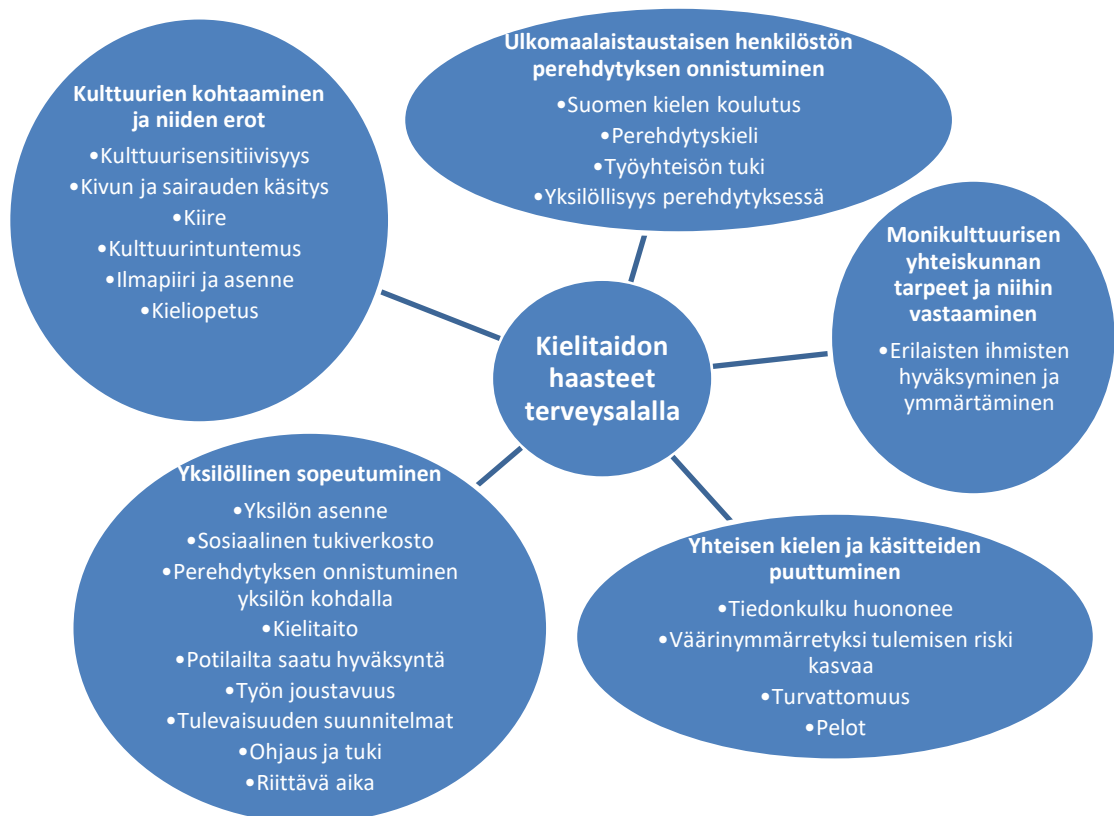 Kulttuurien kohtaaminen
ja niiden erot
•Kulttuurisensitiivisyys
•Kivun ja sairauden käsitys
•Kiire
•Kulttuurintuntemus
•Ilmapiiri ja asenne
•Kieliopetus
Ulkomaalaistaustaisen henkilöstön
perehdytyksen onnistuminen
•Suomen kielen koulutus
•Perehdytyskieli
•Työyhteisön tuki
•Yksilöllisyys perehdytyksessä
Monikulttuurisen
yhteiskunnan
tarpeet ja niihin
vastaaminen
•Erilaisten ihmisten
hyväksyminen ja
ymmärtäminen
Kielitaidon
haasteet
terveysalalla
Yksilöllinen sopeutuminen
•Yksilön asenne
•Sosiaalinen tukiverkosto
•Perehdytyksen onnistuminen
yksilön kohdalla
•Kielitaito
•Potilailta saatu hyväksyntä
•Työn joustavuus
•Tulevaisuuden suunnitelmat
•Ohjaus ja tuki
•Riittävä aika
Yhteisen kielen ja käsitteiden
puuttuminen
•Tiedonkulku huononee
•Väärinymmärretyksi tulemisen riski
kasvaa
•Turvattomuus
•Pelot